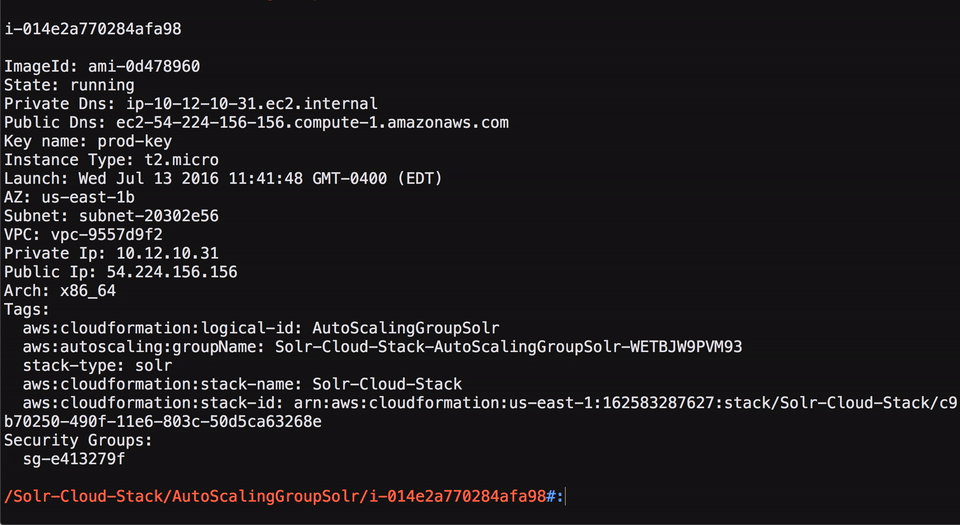 i-014e2a770284afa98
ImageId: ami-0d478960
State: running
Private Dns: ip-10-12-10-31.ec2.internal
Public Dns: ec2-54-224-156-156.compute-1.amazonaws.com
Key name: prod-key
Instance Type: t2.micro
Launch: Wed Jul 13 2016 11:41:48 GMT-0400 (EDT)
AZ: us-east-1b
Subnet: subnet-20302e56
VPC: vpc-9557d9f2
Private Ip: 10.12.10.31
Public Ip: 54.224.156.156
Arch: x86_64
Tags:
  aws:cloudformation:logical-id: AutoScalingGroupSolr
  aws:autoscaling:groupName: Solr-Cloud-Stack-AutoScalingGroupSolr-WETBJW9PVM93
  stack-type: solr
  aws:cloudformation:stack-name: Solr-Cloud-Stack
  aws:cloudformation:stack-id: arn:aws:cloudformation:us-east-1:162583287627:stack/Solr-Cloud-Stack/c9
b70250-490f-11e6-803c-50d5ca63268e
Security Groups:
  sg-e413279f
/Solr-Cloud-Stack/AutoScalingGroupSolr/i-014e2a770284afa98#: